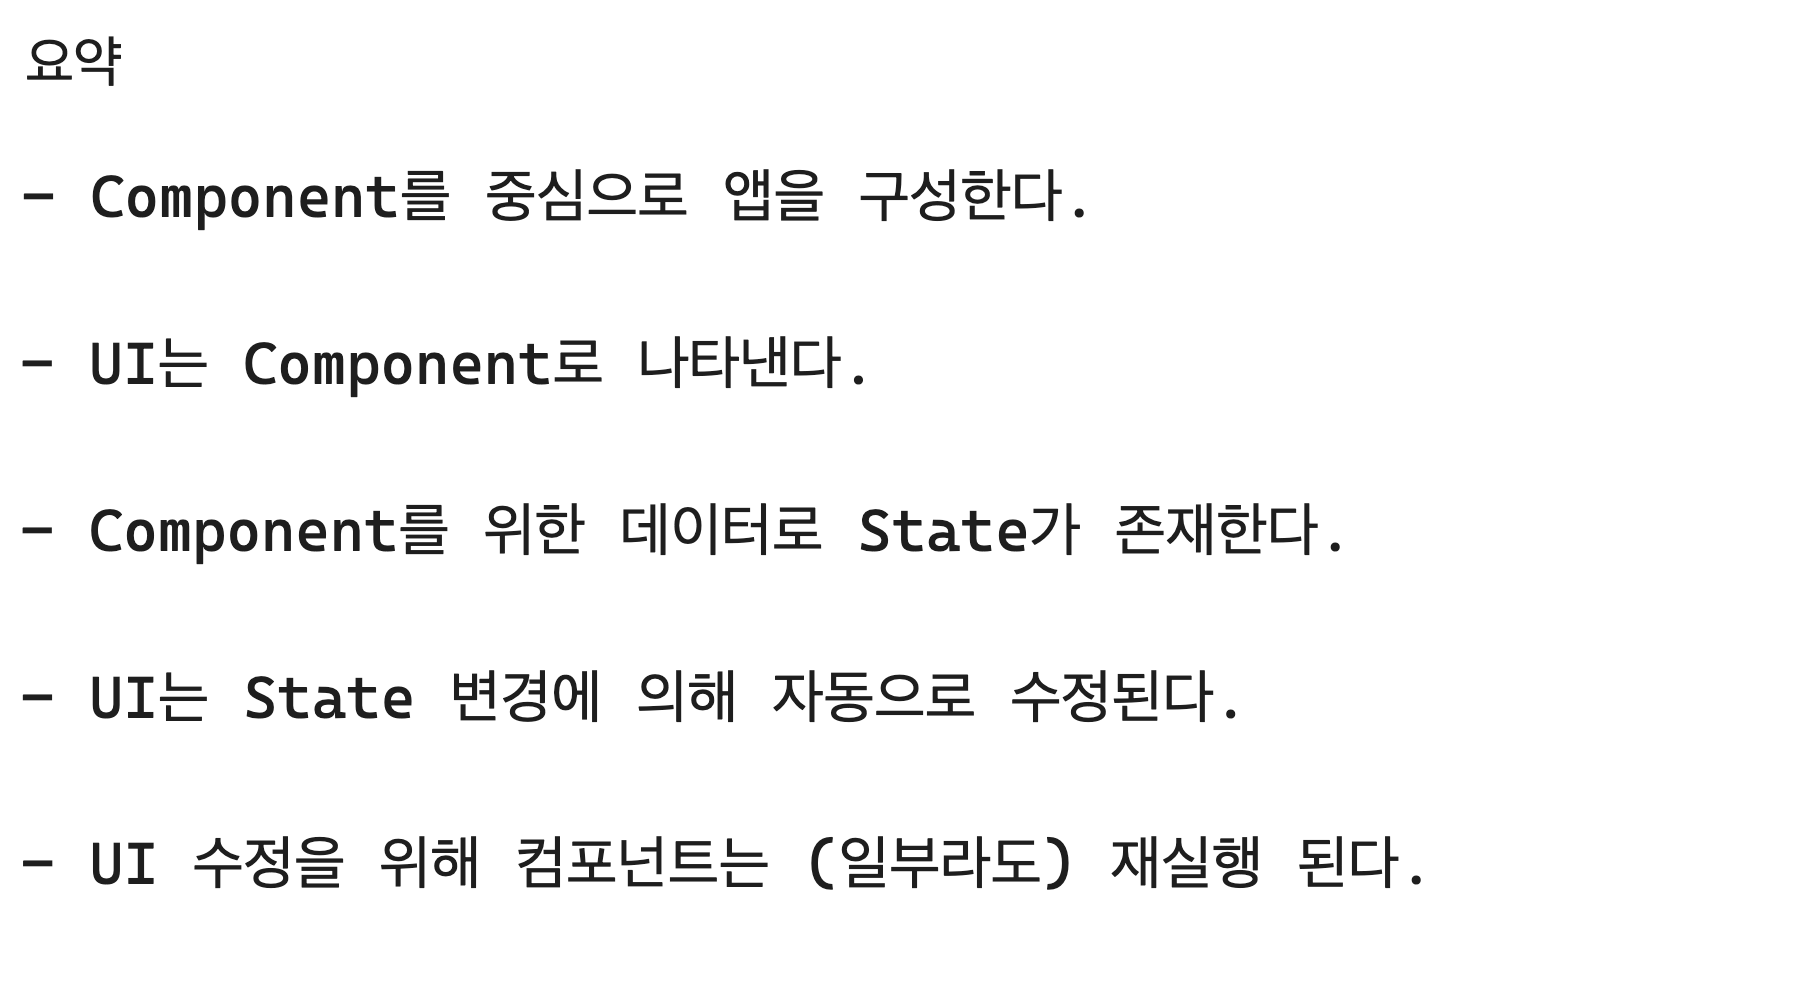 요약
- Component를 중심으로 앱을 구성한다.
- UI는 Component로 나타낸다.
- Component를 위한 데이터로 State가 존재한다.
- UI는 State 변경에 의해 자동으로 수정된다.
- UI 수정을 위해 컴포넌트는 (일부라도) 재실행 된다.